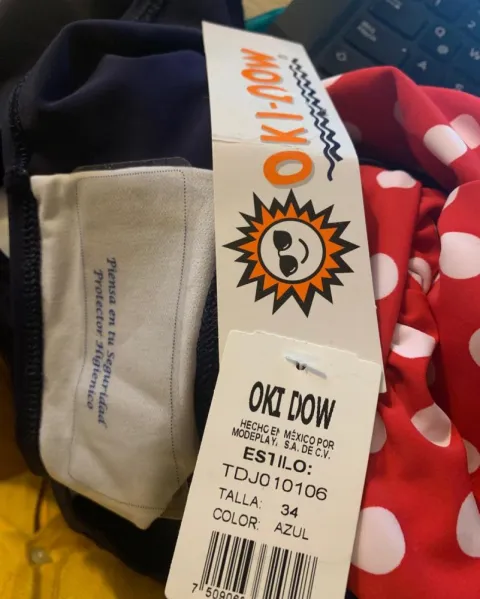 OKI-DOW
Piensa en tu Seguridad
Protector Higienico
OKI DOW
HECHO EN MÉXICO POR
MODEPLAY, S.A. DE C.V.
ESTILO:
TDJ010106
TALLA: 34
COLOR: AZUL